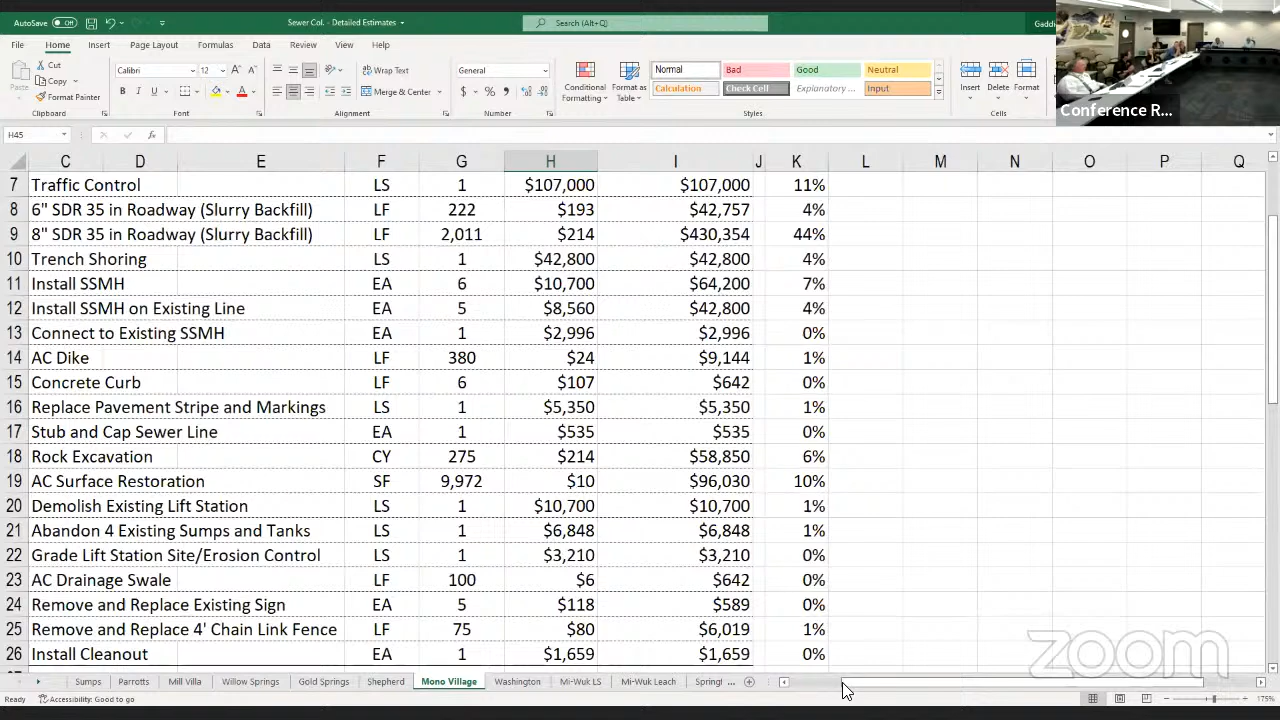 AutoSave Off Sewer Col. - Detailed Estimates Search (Alt+Q) Gaddi
File Home Insert Page Layout Formulas Data Review View Help
Cut Calibri 12 Wrap Text General Normal Bad Good Neutral
Copy Paste Conditional Formatting Format as Table Calculation Check Cell Explanatory ... Input Insert Delete Format
Format Painter Merge & Center
Clipboard Font Alignment Number Styles Cells
Conference R...
H45 fx
C D E F G H I J K L M N O P Q
7 Traffic Control LS 1 $107,000 $107,000 11%
8 6" SDR 35 in Roadway (Slurry Backfill) LF 222 $193 $42,757 4%
9 8" SDR 35 in Roadway (Slurry Backfill) LF 2,011 $214 $430,354 44%
10 Trench Shoring LS 1 $42,800 $42,800 4%
11 Install SSMH EA 6 $10,700 $64,200 7%
12 Install SSMH on Existing Line EA 5 $8,560 $42,800 4%
13 Connect to Existing SSMH EA 1 $2,996 $2,996 0%
14 AC Dike LF 380 $24 $9,144 1%
15 Concrete Curb LF 6 $107 $642 0%
16 Replace Pavement Stripe and Markings LS 1 $5,350 $5,350 1%
17 Stub and Cap Sewer Line EA 1 $535 $535 0%
18 Rock Excavation CY 275 $214 $58,850 6%
19 AC Surface Restoration SF 9,972 $10 $96,030 10%
20 Demolish Existing Lift Station LS 1 $10,700 $10,700 1%
21 Abandon 4 Existing Sumps and Tanks LS 1 $6,848 $6,848 1%
22 Grade Lift Station Site/Erosion Control LS 1 $3,210 $3,210 0%
23 AC Drainage Swale LF 100 $6 $642 0%
24 Remove and Replace Existing Sign EA 5 $118 $589 0%
25 Remove and Replace 4' Chain Link Fence LF 75 $80 $6,019 1%
26 Install Cleanout EA 1 $1,659 $1,659 0%
zoom
Sumps Parrotts Mill Villa Willow Springs Gold Springs Shepherd Mono Village Washington Mi-Wuk LS Mi-Wuk Leach Springl ...
Ready Accessibility: Good to go 175%